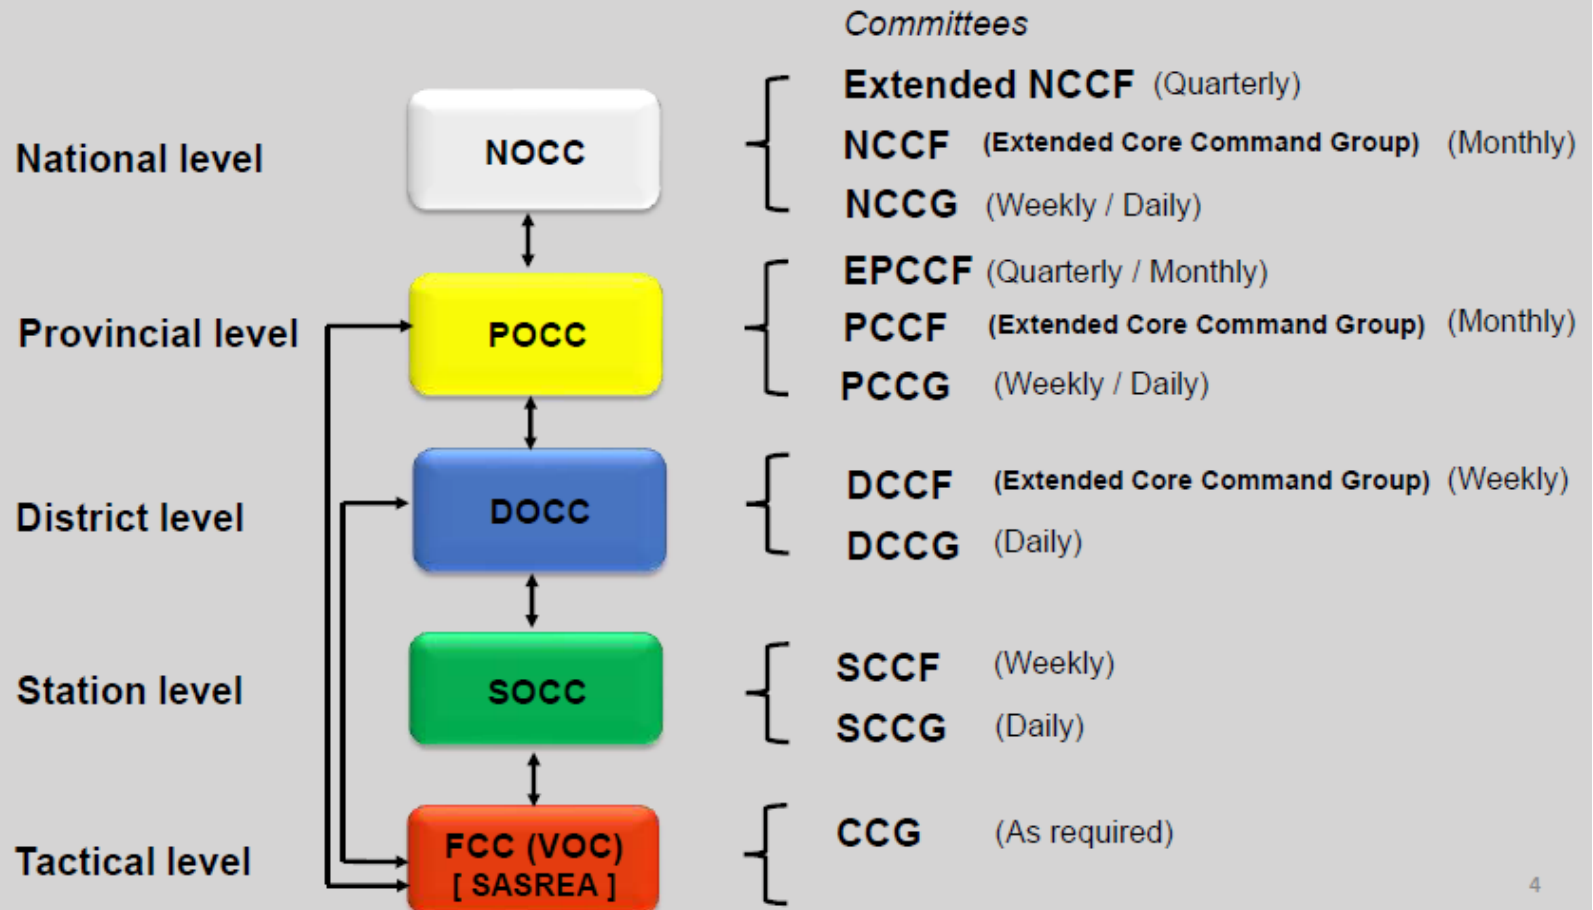 Committees
National level
NOCC
Extended NCCF (Quarterly)
NCCF (Extended Core Command Group) (Monthly)
NCCG (Weekly / Daily)
Provincial level
POCC
EPCCF (Quarterly / Monthly)
PCCF (Extended Core Command Group) (Monthly)
PCCG (Weekly / Daily)
District level
DOCC
DCCF (Extended Core Command Group) (Weekly)
DCCG (Daily)
Station level
SOCC
SCCF (Weekly)
SCCG (Daily)
Tactical level
FCC (VOC)
[ SASREA ]
CCG (As required)
4